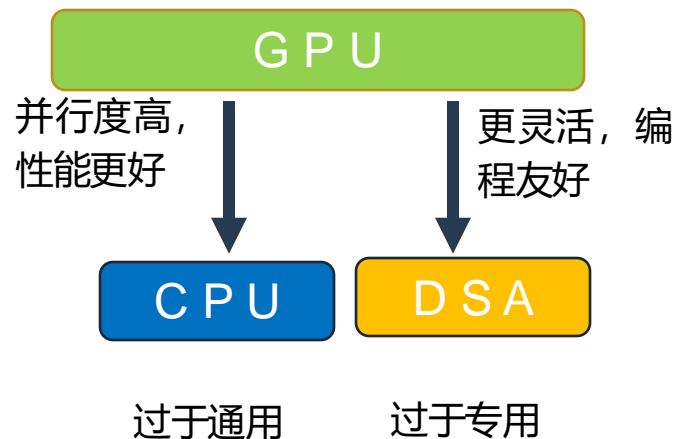 GPU
并行度高，
性能更好
更灵活，编
程友好
CPU
DSA
过于通用
过于专用